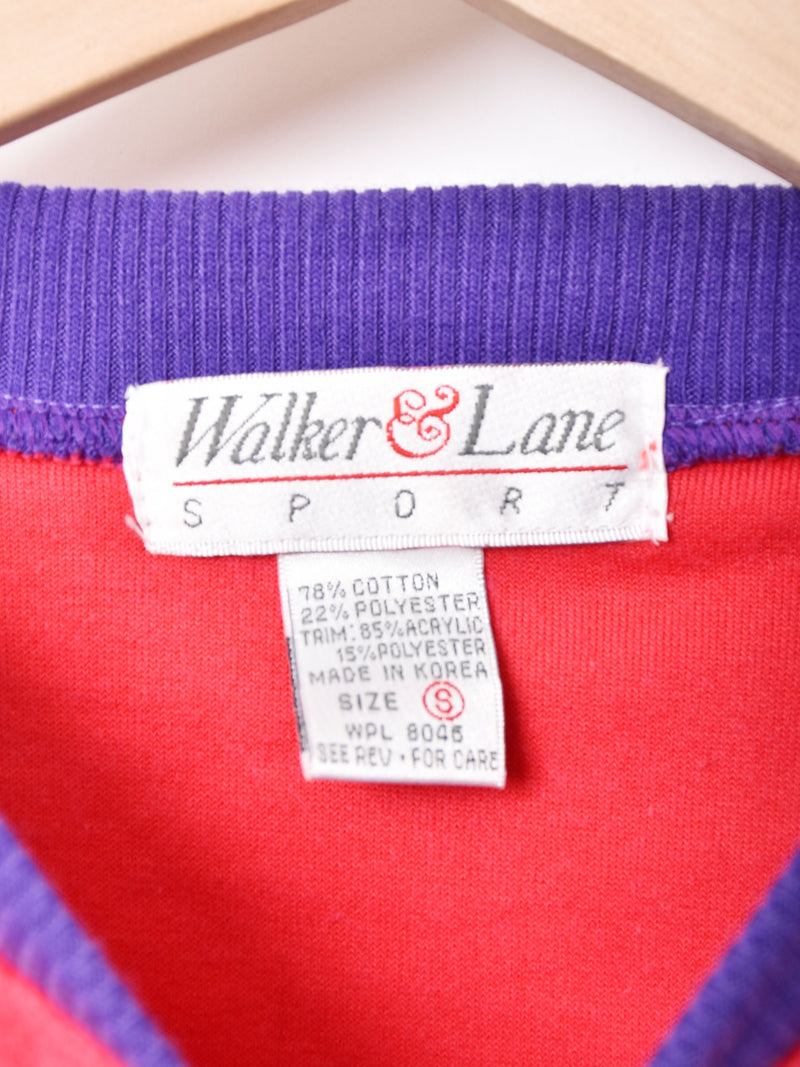 Walker & Lane
SPORT
78% COTTON
22% POLYESTER
TRIM: 85% ACRYLIC
15% POLYESTER
MADE IN KOREA
SIZE S
WPL 8046
SEE REV · FOR CARE